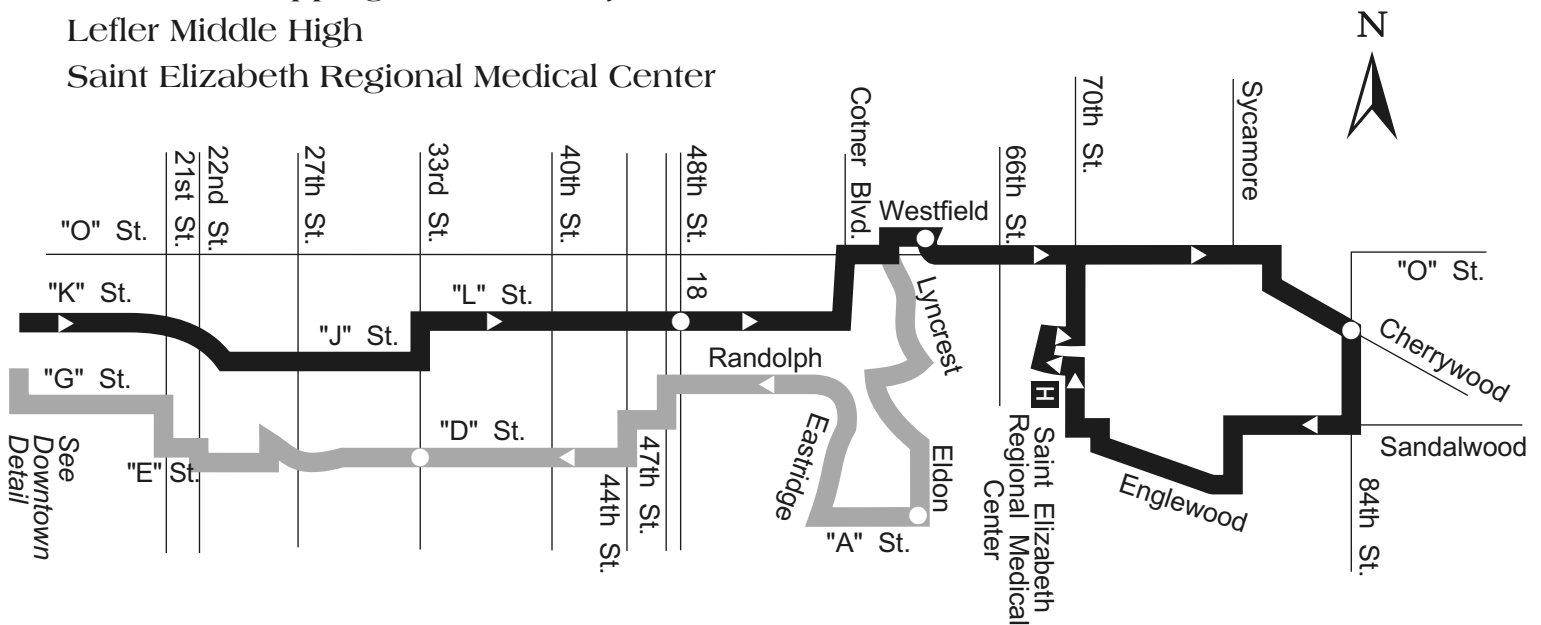 Lefler Middle High
Saint Elizabeth Regional Medical Center
N
Cotner Blvd.
70th St.
Sycamore
21st St.
22nd St.
27th St.
33rd St.
40th St.
48th St.
66th St.
Westfield
"O" St.
"O" St.
"K" St.
"L" St.
18
"J" St.
Lyncrest
Cherrywood
Randolph
"G" St.
H
"D" St.
Eastridge
Eldon
Saint Elizabeth
Regional Medical
Center
Sandalwood
See
Downtown
Detail
"E" St.
47th St.
44th St.
Englewood
84th St.
"A" St.